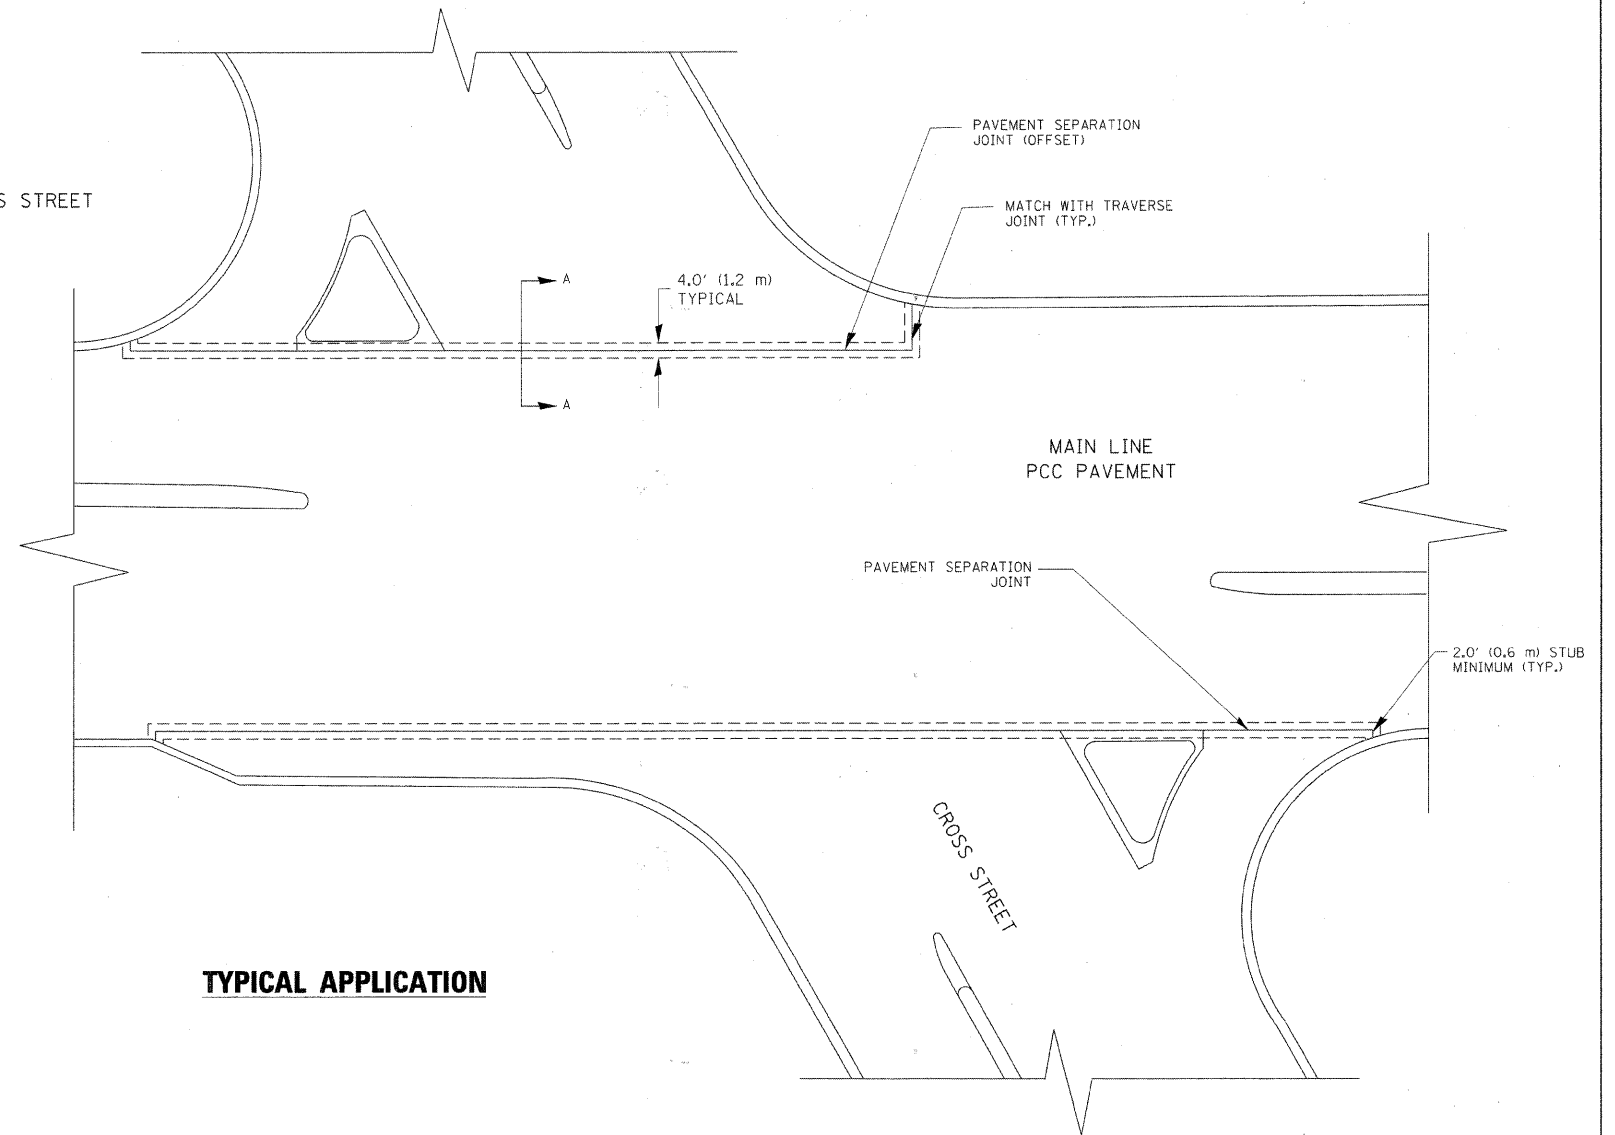 PAVEMENT SEPARATION
JOINT (OFFSET)
S STREET
MATCH WITH TRAVERSE
JOINT (TYP.)
A
4.0' (1.2 m)
TYPICAL
A
MAIN LINE
PCC PAVEMENT
PAVEMENT SEPARATION
JOINT
2.0' (0.6 m) STUB
MINIMUM (TYP.)
CROSS STREET
TYPICAL APPLICATION